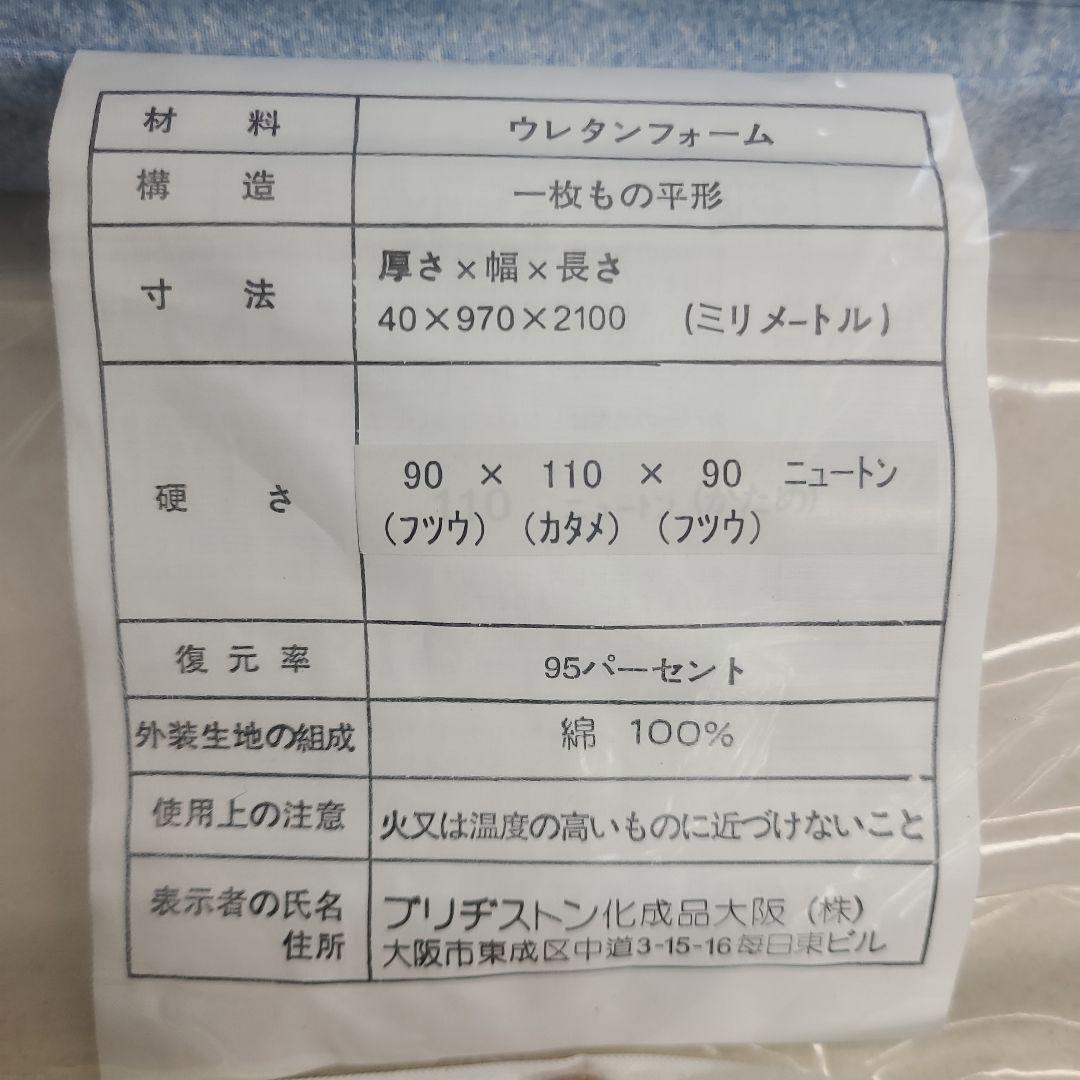 材料 ウレタンフォーム
構造 一枚もの平形
寸法 厚さ×幅×長さ
40×970×2100 (ミリメートル)
硬さ 90 × 110 × 90 ニュートン
(フツウ) (カタメ) (フツウ)
復元率 95パーセント
外装生地の組成 綿 100%
使用上の注意 火又は温度の高いものに近づけないこと
表示者の氏名 ブリヂストン化成品大阪(株)
住所 大阪市東成区中道3-15-16毎日東ビル